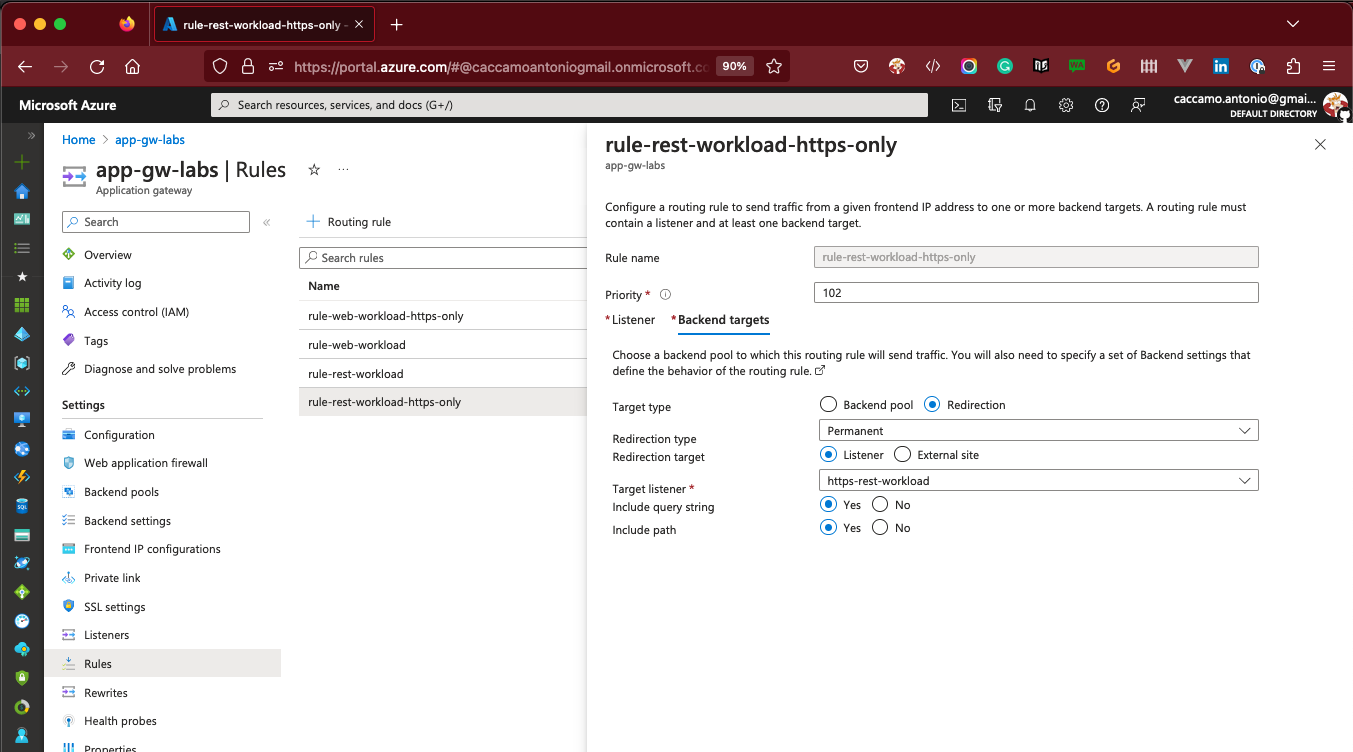 rule-rest-workload-https-only -
https://portal.azure.com/#@caccamoantoniogmail.onmicrosoft.co
90%
Microsoft Azure
Search resources, services, and docs (G+/)
caccamo.antonio@gmai...
DEFAULT DIRECTORY
Home > app-gw-labs
app-gw-labs | Rules
Application gateway
Search
Overview
Activity log
Access control (IAM)
Tags
Diagnose and solve problems
Settings
Configuration
Web application firewall
Backend pools
Backend settings
Frontend IP configurations
Private link
SSL settings
Listeners
Rules
Rewrites
Health probes
Properties
Routing rule
Search rules
Name
rule-web-workload-https-only
rule-web-workload
rule-rest-workload
rule-rest-workload-https-only
rule-rest-workload-https-only
app-gw-labs
Configure a routing rule to send traffic from a given frontend IP address to one or more backend targets. A routing rule must
contain a listener and at least one backend target.
Rule name rule-rest-workload-https-only
Priority * 102
* Listener * Backend targets
Choose a backend pool to which this routing rule will send traffic. You will also need to specify a set of Backend settings that
define the behavior of the routing rule.
Target type Backend pool Redirection
Redirection type Permanent
Redirection target Listener External site
Target listener * https-rest-workload
Include query string Yes No
Include path Yes No